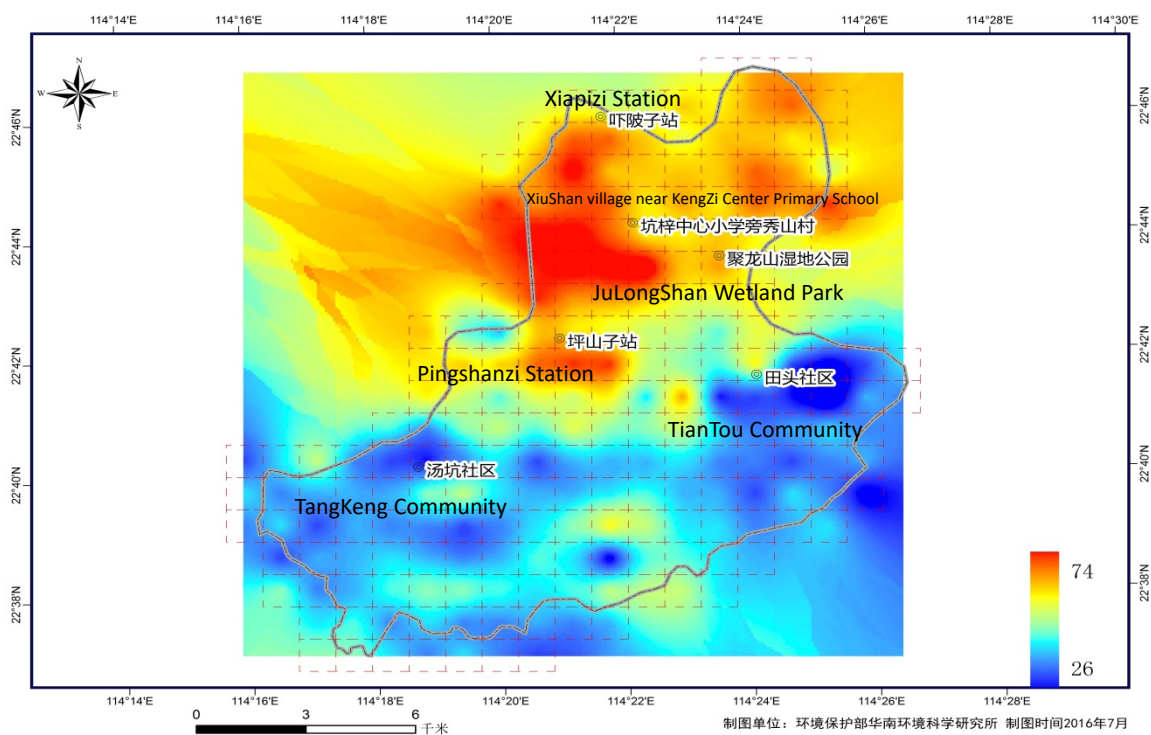 114°14'E 114°16'E 114°18'E 114°20'E 114°22'E 114°24'E 114°26'E 114°28'E 114°30'E
N
W E
S
22°46'N
22°46'N
Xiapizi Station
吓陂子站
XiuShan village near KengZi Center Primary School
坑梓中心小学旁秀山村
22°44'N
22°44'N
聚龙山湿地公园
JuLongShan Wetland Park
坪山子站
22°42'N
22°42'N
Pingshanzi Station
田头社区
TianTou Community
22°40'N
22°40'N
汤坑社区
TangKeng Community
74
22°38'N
22°38'N
26
114°14'E 114°16'E 114°18'E 114°20'E 114°22'E 114°24'E 114°26'E 114°28'E
0 3 6
千米
制图单位：环境保护部华南环境科学研究所 制图时间2016年7月